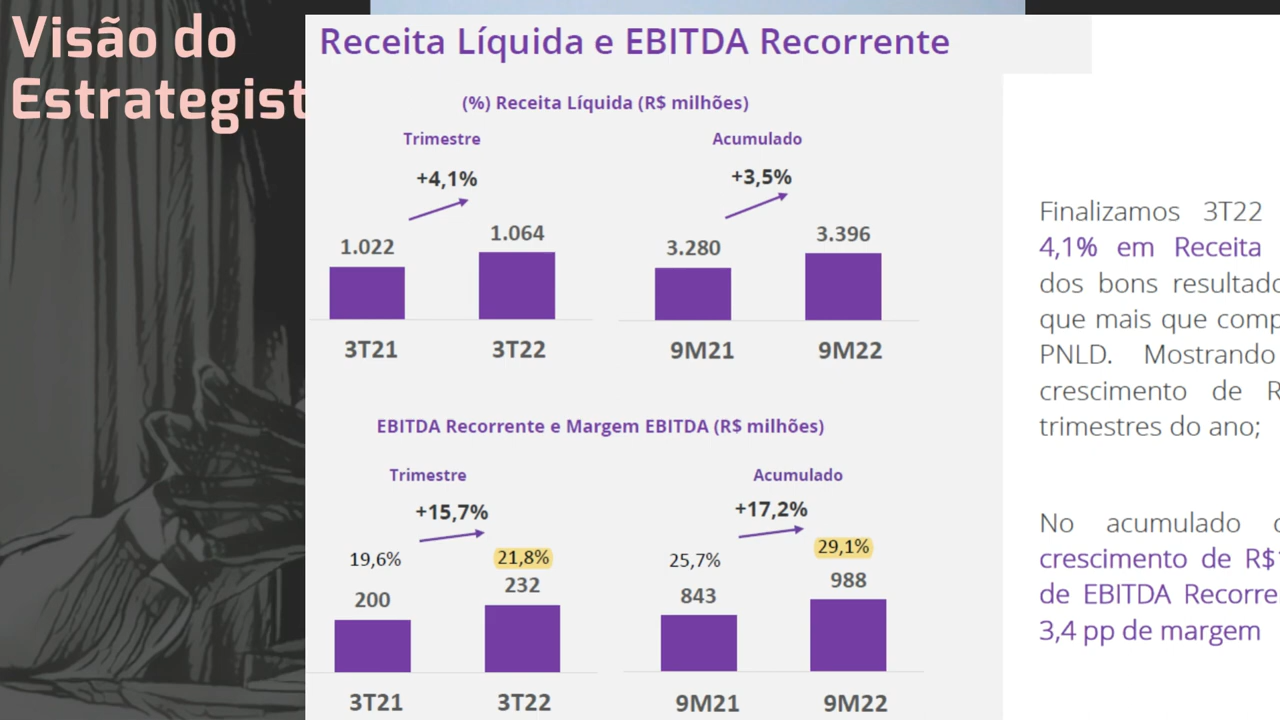 Visão do
Estrategist
Receita Líquida e EBITDA Recorrente
(%) Receita Líquida (R$ milhões)
Trimestre
Acumulado
+4,1%
+3,5%
1.022
1.064
3.280
3.396
3T21
3T22
9M21
9M22
EBITDA Recorrente e Margem EBITDA (R$ milhões)
Trimestre
Acumulado
+15,7%
+17,2%
19,6%
21,8%
25,7%
29,1%
200
232
843
988
3T21
3T22
9M21
9M22
Finalizamos 3T22
4,1% em Receita
dos bons resultado
que mais que comp
PNLD. Mostrando
crescimento de R
trimestres do ano;
No acumulado
crescimento de R$
de EBITDA Recorre
3,4 pp de margem